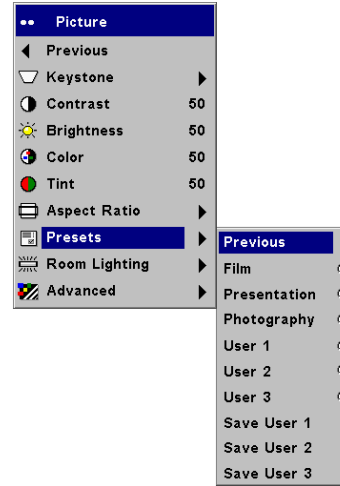 Picture
Previous
Keystone
Contrast 50
Brightness 50
Color 50
Tint 50
Aspect Ratio
Presets
Room Lighting
Advanced
Previous
Film
Presentation
Photography
User 1
User 2
User 3
Save User 1
Save User 2
Save User 3